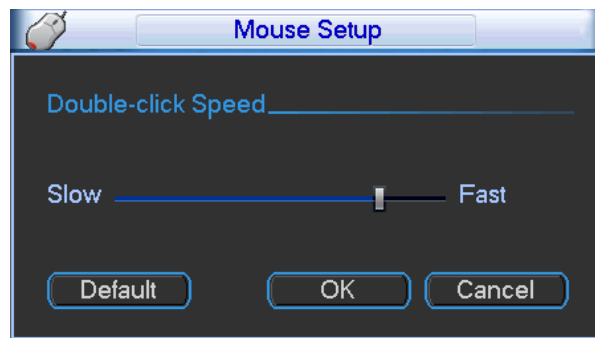 Mouse Setup
Double-click Speed
Slow Fast
Default OK Cancel